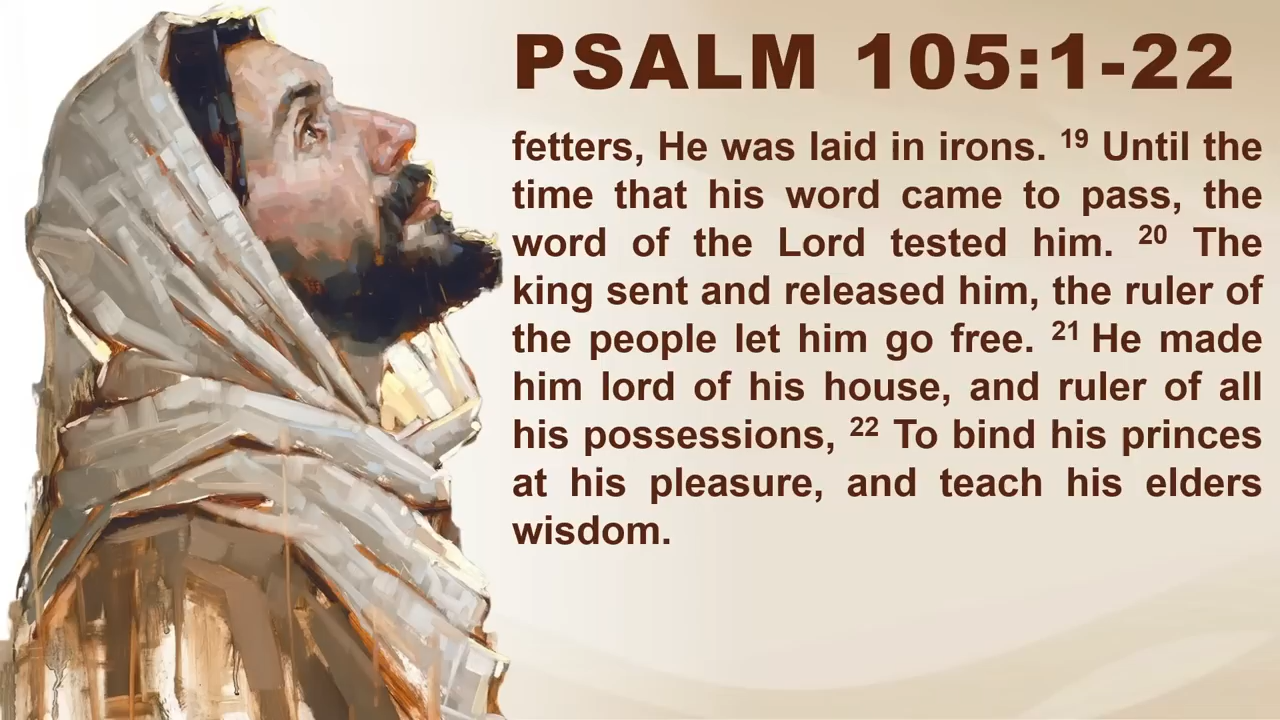 PSALM 105:1-22
fetters, He was laid in irons. 19 Until the
time that his word came to pass, the
word of the Lord tested him. 20 The
king sent and released him, the ruler of
the people let him go free. 21 He made
him lord of his house, and ruler of all
his possessions, 22 To bind his princes
at his pleasure, and teach his elders
wisdom.